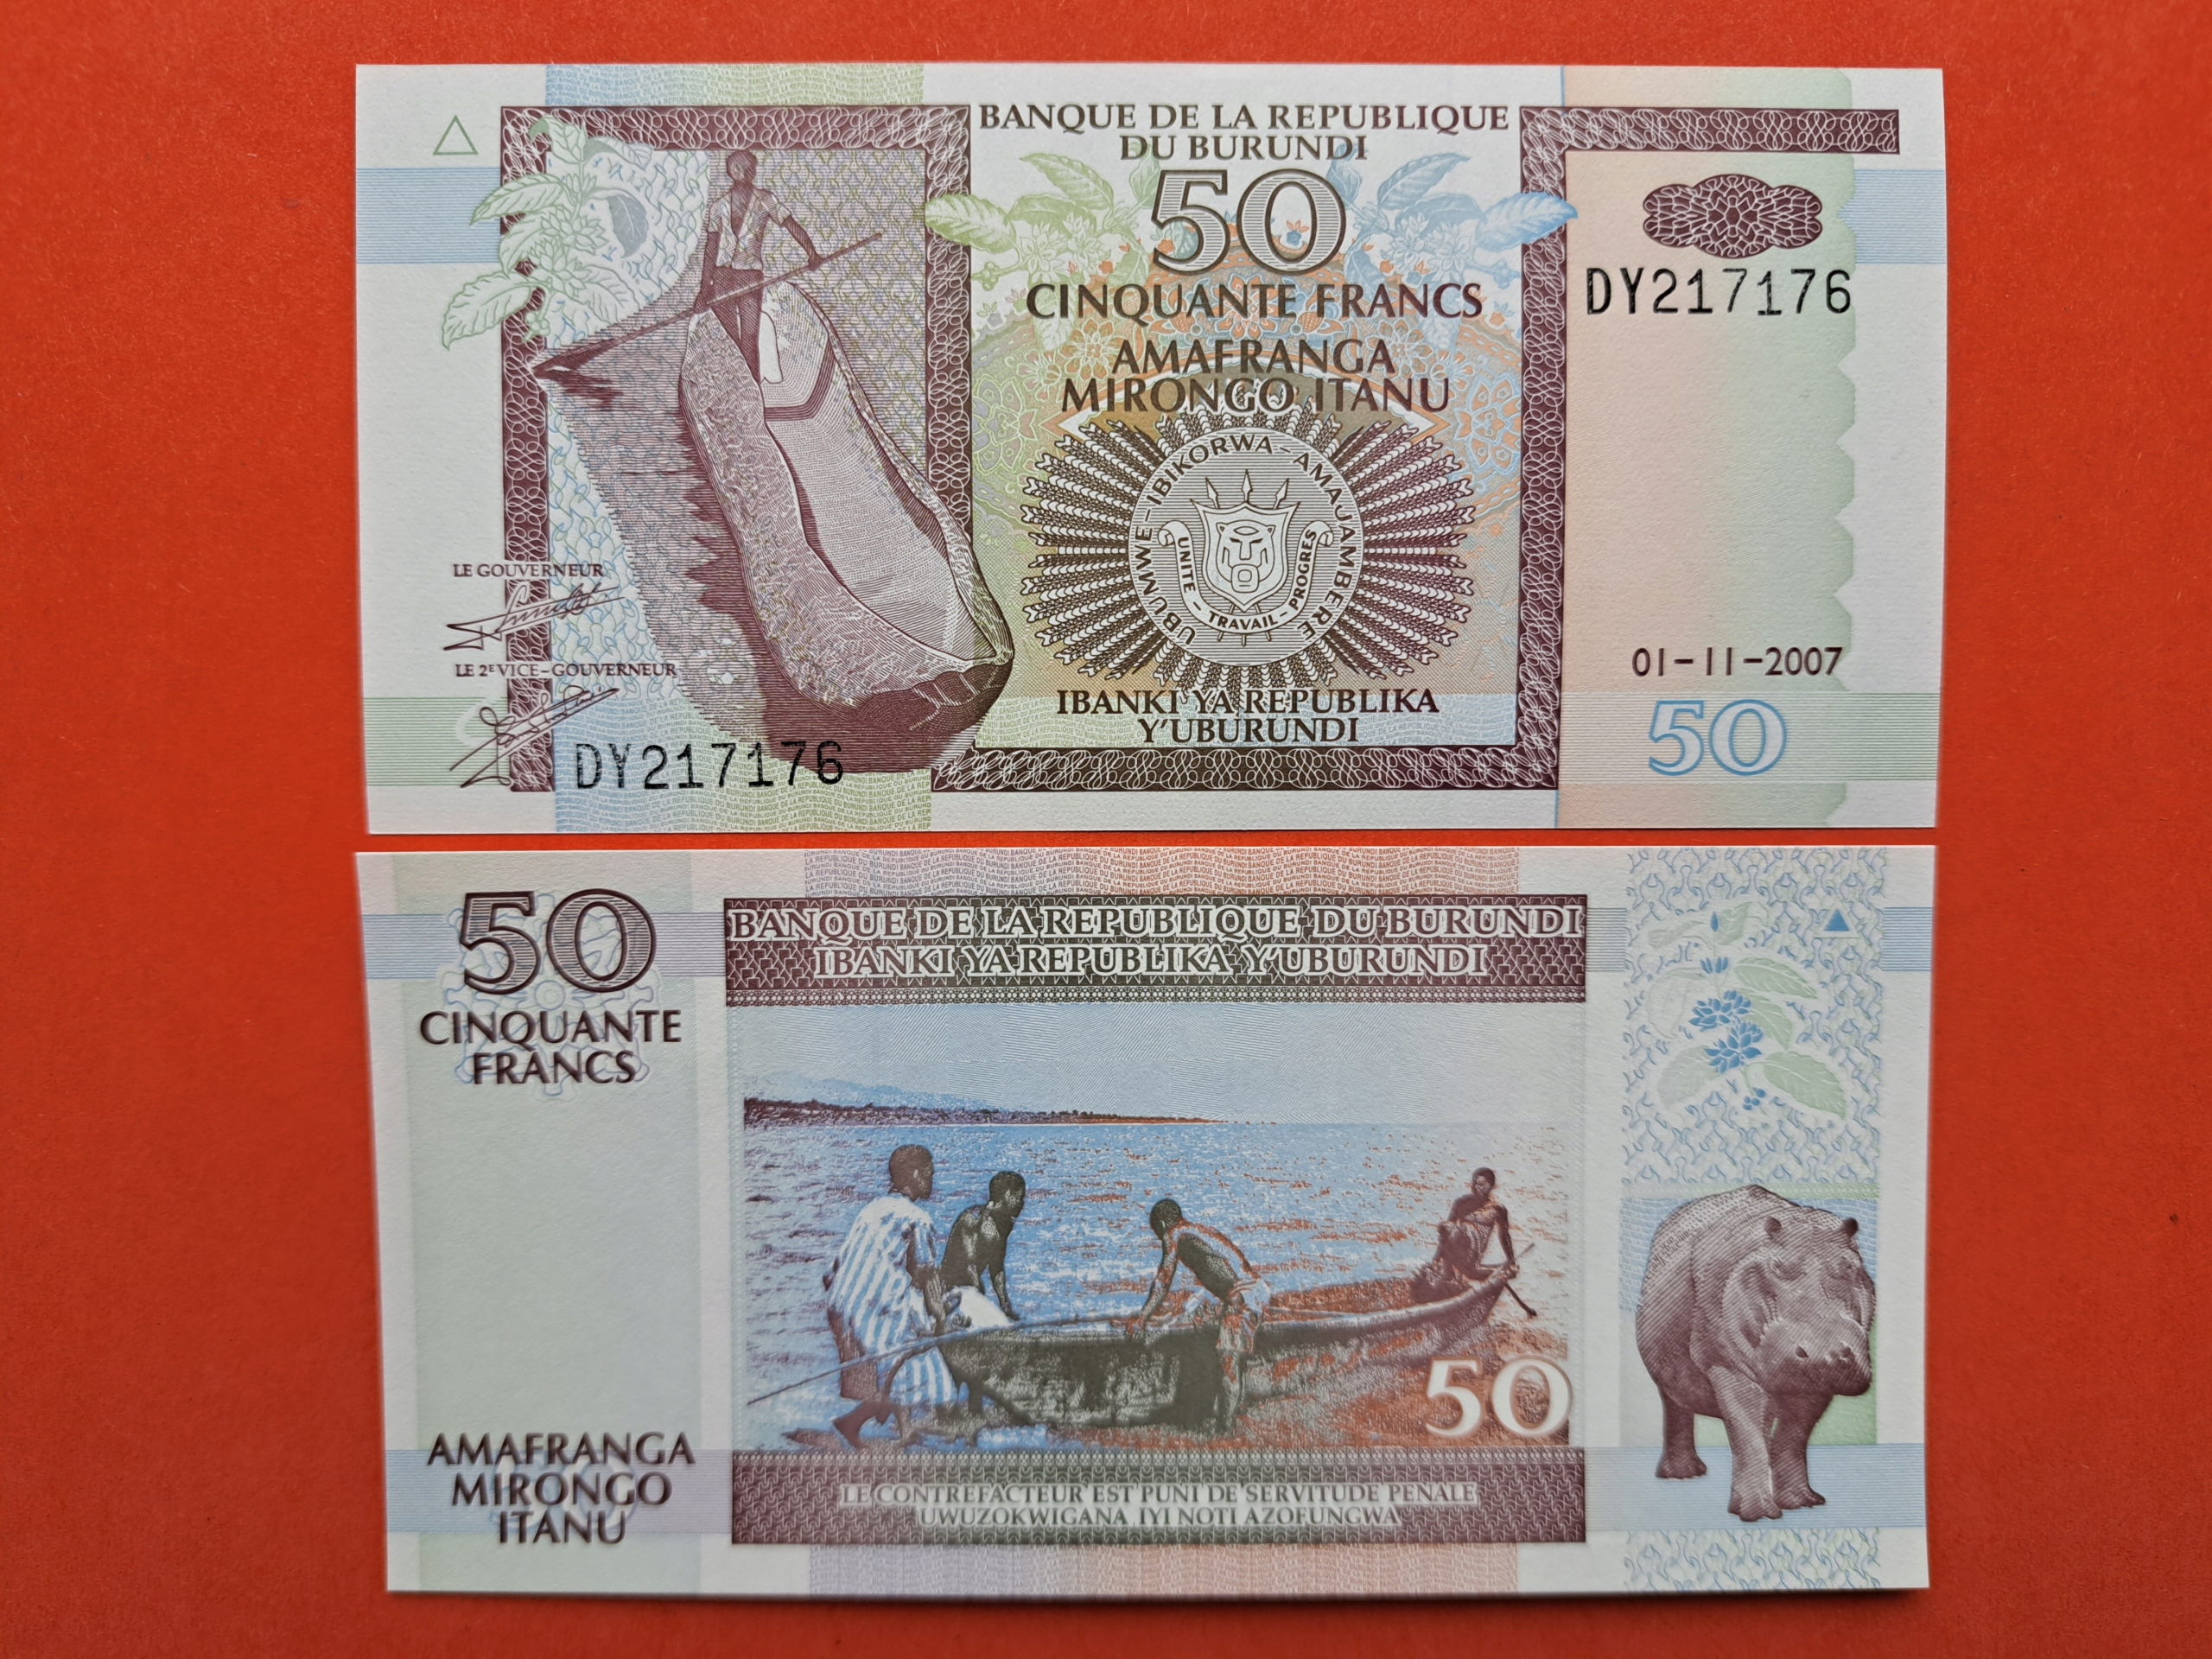 BANQUE DE LA REPUBLIQUE
DU BURUNDI
50
CINQUANTE FRANCS
AMAFRANGA
MIRONGO ITANU
UBUMWE - IBIKORWA - AMAJAMBERE
UNITE - TRAVAIL - PROGRES
IBANKI YA REPUBLIKA
Y'UBURUNDI
DY217176
01-11-2007
50
LE GOUVERNEUR
LE 2E VICE-GOUVERNEUR
DY217176
50
CINQUANTE
FRANCS
AMAFRANGA
MIRONGO
ITANU
BANQUE DE LA REPUBLIQUE DU BURUNDI
IBANKI YA REPUBLIKA Y'UBURUNDI
50
LE CONTREFACTEUR EST PUNI DE SERVITUDE PENALE
UWUZOKWIGANA IYI NOTI AZOFUNGWA